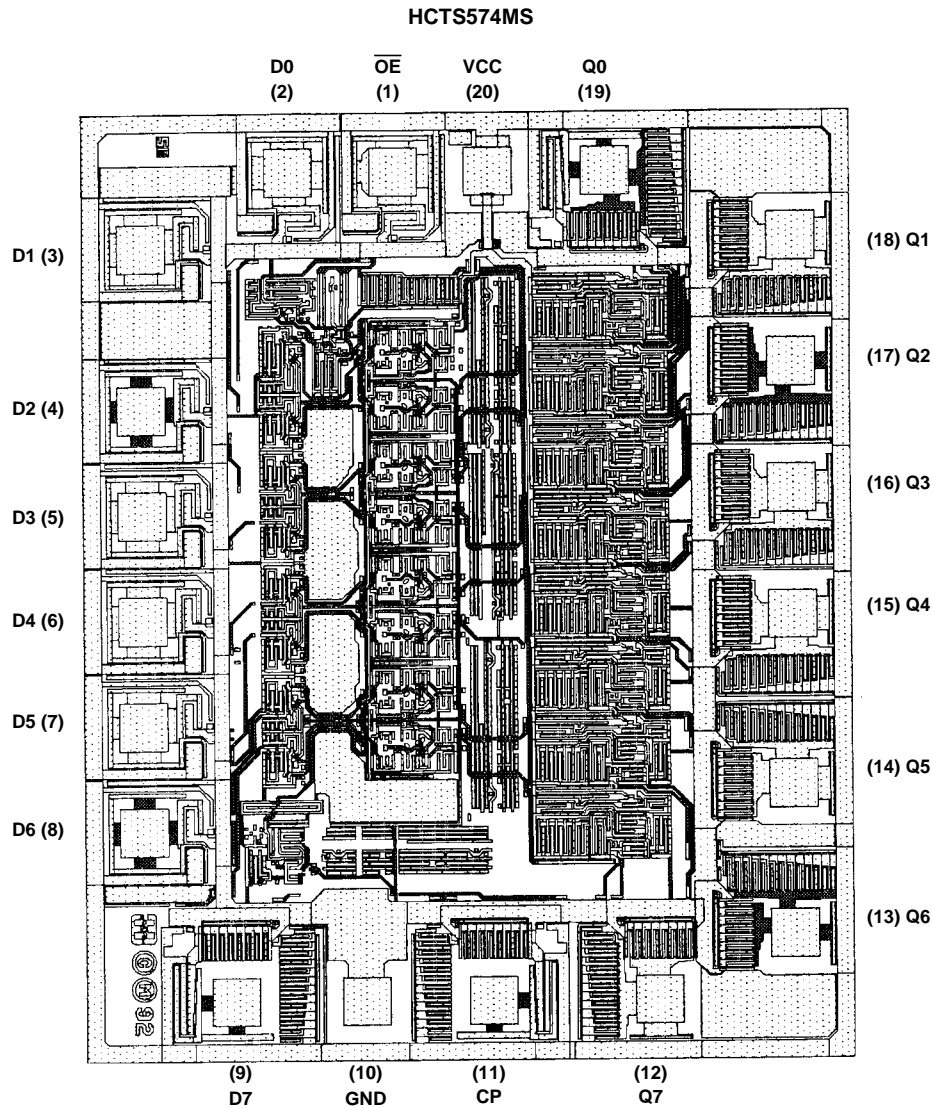 HCTS574MS
D0 OE VCC Q0
(2) (1) (20) (19)
D1 (3)
(18) Q1
(17) Q2
D2 (4)
(16) Q3
D3 (5)
(15) Q4
D4 (6)
D5 (7)
(14) Q5
D6 (8)
(13) Q6
(9) (10) (11) (12)
D7 GND CP Q7